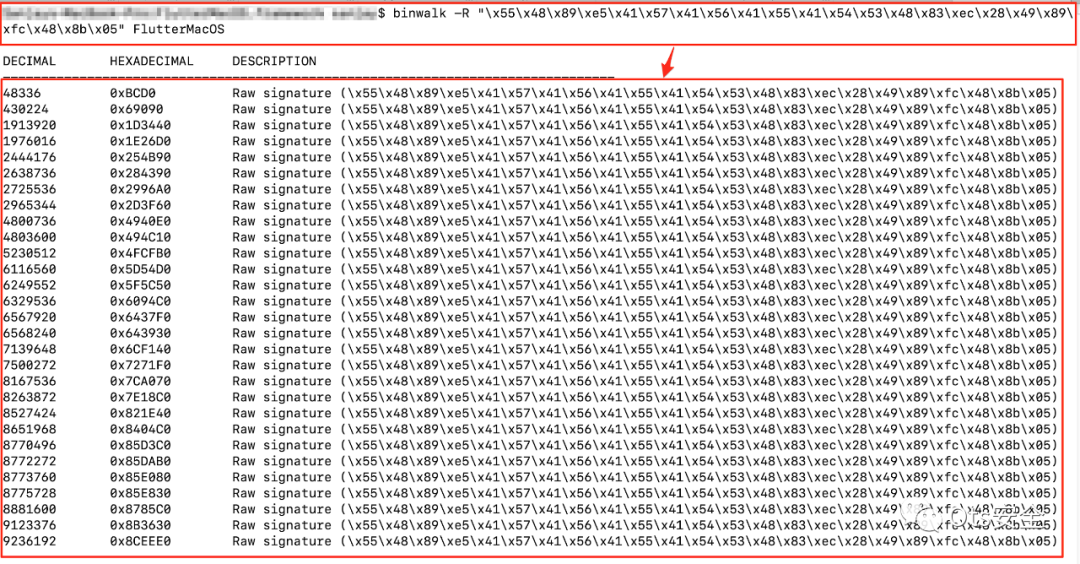 $ binwalk -R "\x55\x48\x89\xe5\x41\x57\x41\x56\x41\x55\x41\x54\x53\x48\x83\xec\x28\x49\x89\
xfc\x48\x8b\x05" FlutterMacOS
DECIMAL HEXADECIMAL DESCRIPTION
--------------------------------------------------------------------------------
48336 0xBCD0 Raw signature (\x55\x48\x89\xe5\x41\x57\x41\x56\x41\x55\x41\x54\x53\x48\x83\xec\x28\x49\x89\xfc\x48\x8b\x05)
430224 0x69090 Raw signature (\x55\x48\x89\xe5\x41\x57\x41\x56\x41\x55\x41\x54\x53\x48\x83\xec\x28\x49\x89\xfc\x48\x8b\x05)
1913920 0x1D3440 Raw signature (\x55\x48\x89\xe5\x41\x57\x41\x56\x41\x55\x41\x54\x53\x48\x83\xec\x28\x49\x89\xfc\x48\x8b\x05)
1976016 0x1E26D0 Raw signature (\x55\x48\x89\xe5\x41\x57\x41\x56\x41\x55\x41\x54\x53\x48\x83\xec\x28\x49\x89\xfc\x48\x8b\x05)
2444176 0x254B90 Raw signature (\x55\x48\x89\xe5\x41\x57\x41\x56\x41\x55\x41\x54\x53\x48\x83\xec\x28\x49\x89\xfc\x48\x8b\x05)
2638736 0x284390 Raw signature (\x55\x48\x89\xe5\x41\x57\x41\x56\x41\x55\x41\x54\x53\x48\x83\xec\x28\x49\x89\xfc\x48\x8b\x05)
2725536 0x2996A0 Raw signature (\x55\x48\x89\xe5\x41\x57\x41\x56\x41\x55\x41\x54\x53\x48\x83\xec\x28\x49\x89\xfc\x48\x8b\x05)
2965344 0x2D3F60 Raw signature (\x55\x48\x89\xe5\x41\x57\x41\x56\x41\x55\x41\x54\x53\x48\x83\xec\x28\x49\x89\xfc\x48\x8b\x05)
4800736 0x4940E0 Raw signature (\x55\x48\x89\xe5\x41\x57\x41\x56\x41\x55\x41\x54\x53\x48\x83\xec\x28\x49\x89\xfc\x48\x8b\x05)
4803600 0x494C10 Raw signature (\x55\x48\x89\xe5\x41\x57\x41\x56\x41\x55\x41\x54\x53\x48\x83\xec\x28\x49\x89\xfc\x48\x8b\x05)
5230512 0x4FCFB0 Raw signature (\x55\x48\x89\xe5\x41\x57\x41\x56\x41\x55\x41\x54\x53\x48\x83\xec\x28\x49\x89\xfc\x48\x8b\x05)
6116560 0x5D54D0 Raw signature (\x55\x48\x89\xe5\x41\x57\x41\x56\x41\x55\x41\x54\x53\x48\x83\xec\x28\x49\x89\xfc\x48\x8b\x05)
6249552 0x5F5C50 Raw signature (\x55\x48\x89\xe5\x41\x57\x41\x56\x41\x55\x41\x54\x53\x48\x83\xec\x28\x49\x89\xfc\x48\x8b\x05)
6329536 0x6094C0 Raw signature (\x55\x48\x89\xe5\x41\x57\x41\x56\x41\x55\x41\x54\x53\x48\x83\xec\x28\x49\x89\xfc\x48\x8b\x05)
6567920 0x6437F0 Raw signature (\x55\x48\x89\xe5\x41\x57\x41\x56\x41\x55\x41\x54\x53\x48\x83\xec\x28\x49\x89\xfc\x48\x8b\x05)
6568240 0x643930 Raw signature (\x55\x48\x89\xe5\x41\x57\x41\x56\x41\x55\x41\x54\x53\x48\x83\xec\x28\x49\x89\xfc\x48\x8b\x05)
7139648 0x6CF140 Raw signature (\x55\x48\x89\xe5\x41\x57\x41\x56\x41\x55\x41\x54\x53\x48\x83\xec\x28\x49\x89\xfc\x48\x8b\x05)
7500272 0x7271F0 Raw signature (\x55\x48\x89\xe5\x41\x57\x41\x56\x41\x55\x41\x54\x53\x48\x83\xec\x28\x49\x89\xfc\x48\x8b\x05)
8167536 0x7CA070 Raw signature (\x55\x48\x89\xe5\x41\x57\x41\x56\x41\x55\x41\x54\x53\x48\x83\xec\x28\x49\x89\xfc\x48\x8b\x05)
8263872 0x7E18C0 Raw signature (\x55\x48\x89\xe5\x41\x57\x41\x56\x41\x55\x41\x54\x53\x48\x83\xec\x28\x49\x89\xfc\x48\x8b\x05)
8527424 0x821E40 Raw signature (\x55\x48\x89\xe5\x41\x57\x41\x56\x41\x55\x41\x54\x53\x48\x83\xec\x28\x49\x89\xfc\x48\x8b\x05)
8651968 0x8404C0 Raw signature (\x55\x48\x89\xe5\x41\x57\x41\x56\x41\x55\x41\x54\x53\x48\x83\xec\x28\x49\x89\xfc\x48\x8b\x05)
8770496 0x85D3C0 Raw signature (\x55\x48\x89\xe5\x41\x57\x41\x56\x41\x55\x41\x54\x53\x48\x83\xec\x28\x49\x89\xfc\x48\x8b\x05)
8772272 0x85DAB0 Raw signature (\x55\x48\x89\xe5\x41\x57\x41\x56\x41\x55\x41\x54\x53\x48\x83\xec\x28\x49\x89\xfc\x48\x8b\x05)
8773760 0x85E080 Raw signature (\x55\x48\x89\xe5\x41\x57\x41\x56\x41\x55\x41\x54\x53\x48\x83\xec\x28\x49\x89\xfc\x48\x8b\x05)
8775728 0x85E830 Raw signature (\x55\x48\x89\xe5\x41\x57\x41\x56\x41\x55\x41\x54\x53\x48\x83\xec\x28\x49\x89\xfc\x48\x8b\x05)
8881600 0x8785C0 Raw signature (\x55\x48\x89\xe5\x41\x57\x41\x56\x41\x55\x41\x54\x53\x48\x83\xec\x28\x49\x89\xfc\x48\x8b\x05)
9123376 0x8B3630 Raw signature (\x55\x48\x89\xe5\x41\x57\x41\x56\x41\x55\x41\x54\x53\x48\x83\xec\x28\x49\x89\xfc\x48\x8b\x05)
9236192 0x8CEEE0 Raw signature (\x55\x48\x89\xe5\x41\x57\x41\x56\x41\x55\x41\x54\x53\x48\x83\xec\x28\x49\x89\xfc\x48\x8b\x05)
Ots安全